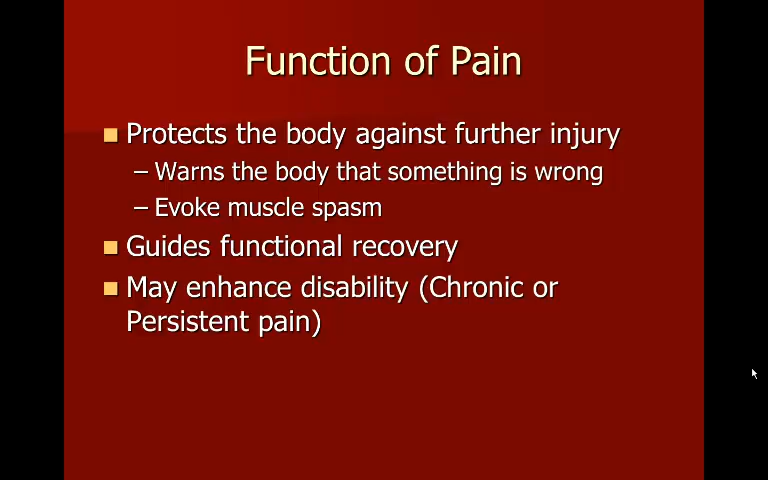 Function of Pain
Protects the body against further injury
– Warns the body that something is wrong
– Evoke muscle spasm
Guides functional recovery
May enhance disability (Chronic or
Persistent pain)